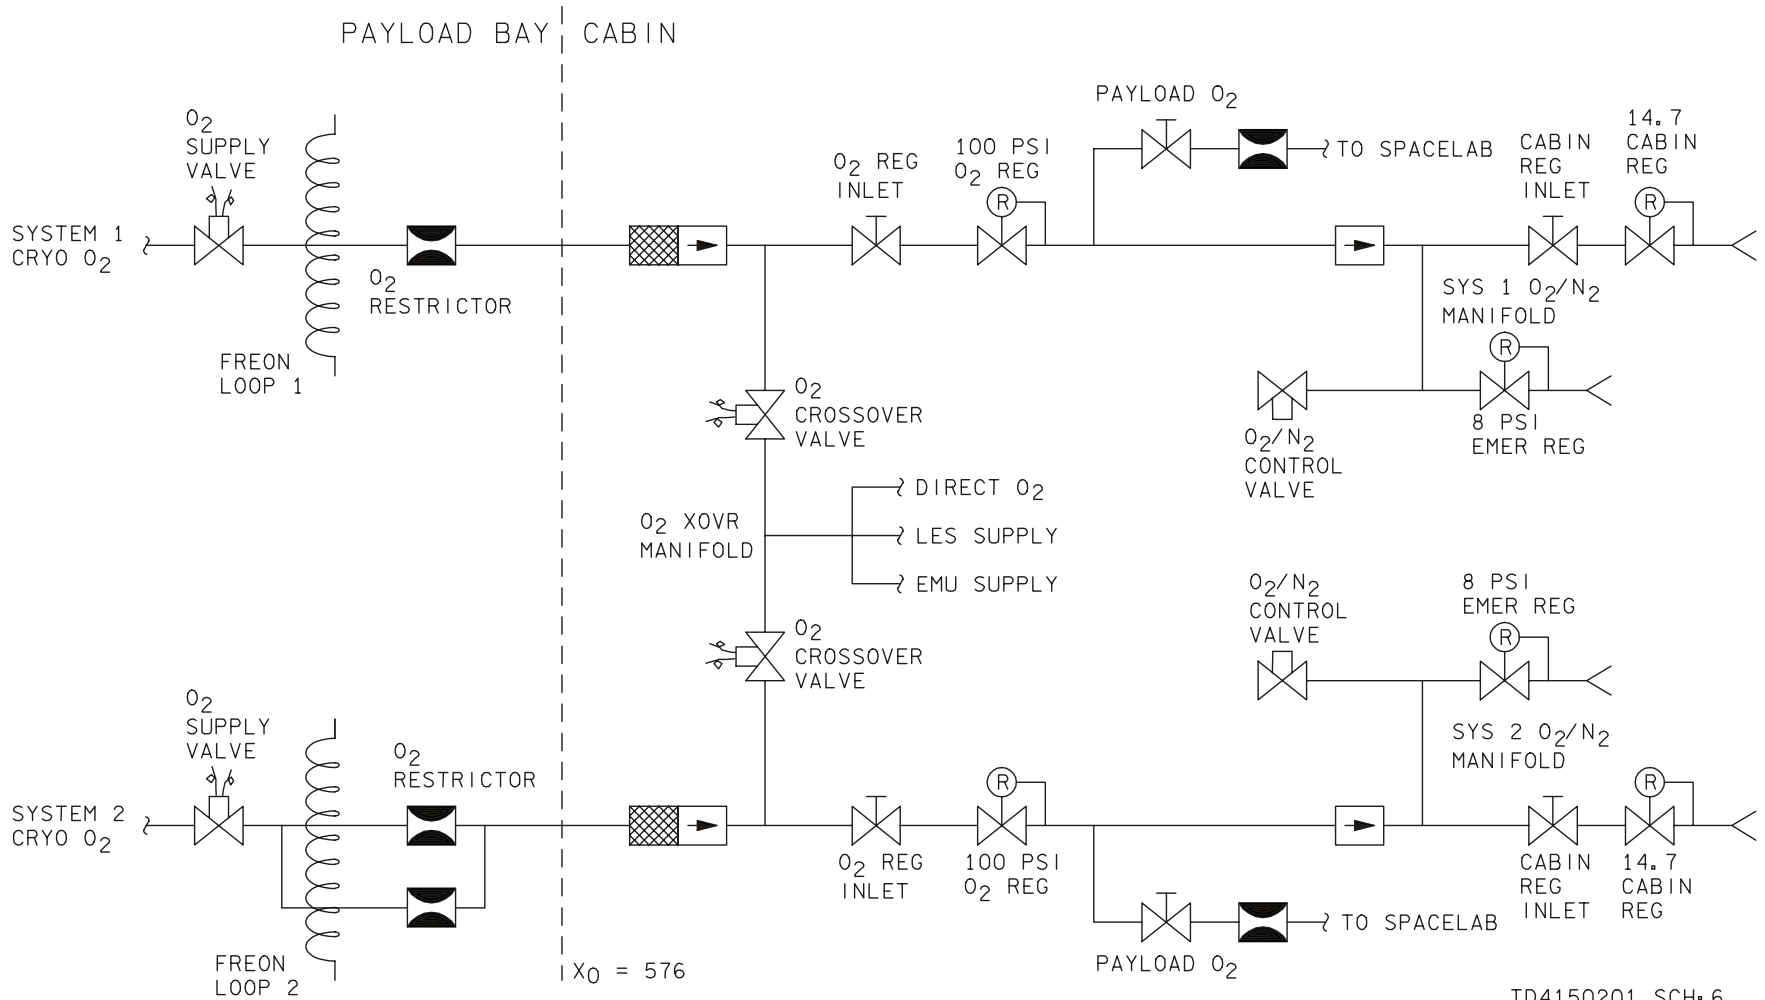 PAYLOAD BAY CABIN
O2
SUPPLY
VALVE
SYSTEM 1
CRYO O2
FREON
LOOP 1
O2
RESTRICTOR
O2 REG
INLET
100 PSI
O2 REG
R
PAYLOAD O2
TO SPACELAB
CABIN
REG
INLET
14.7
CABIN
REG
R
SYS 1 O2/N2
MANIFOLD
R
8 PSI
EMER REG
O2/N2
CONTROL
VALVE
O2
CROSSOVER
VALVE
O2 XOVR
MANIFOLD
DIRECT O2
LES SUPPLY
EMU SUPPLY
O2
CROSSOVER
VALVE
O2/N2
CONTROL
VALVE
8 PSI
EMER REG
R
SYS 2 O2/N2
MANIFOLD
O2
SUPPLY
VALVE
SYSTEM 2
CRYO O2
O2
RESTRICTOR
FREON
LOOP 2
O2 REG
INLET
R
100 PSI
O2 REG
PAYLOAD O2
TO SPACELAB
CABIN
REG
INLET
R
14.7
CABIN
REG
XO = 576
TD4150201 SCH. 6